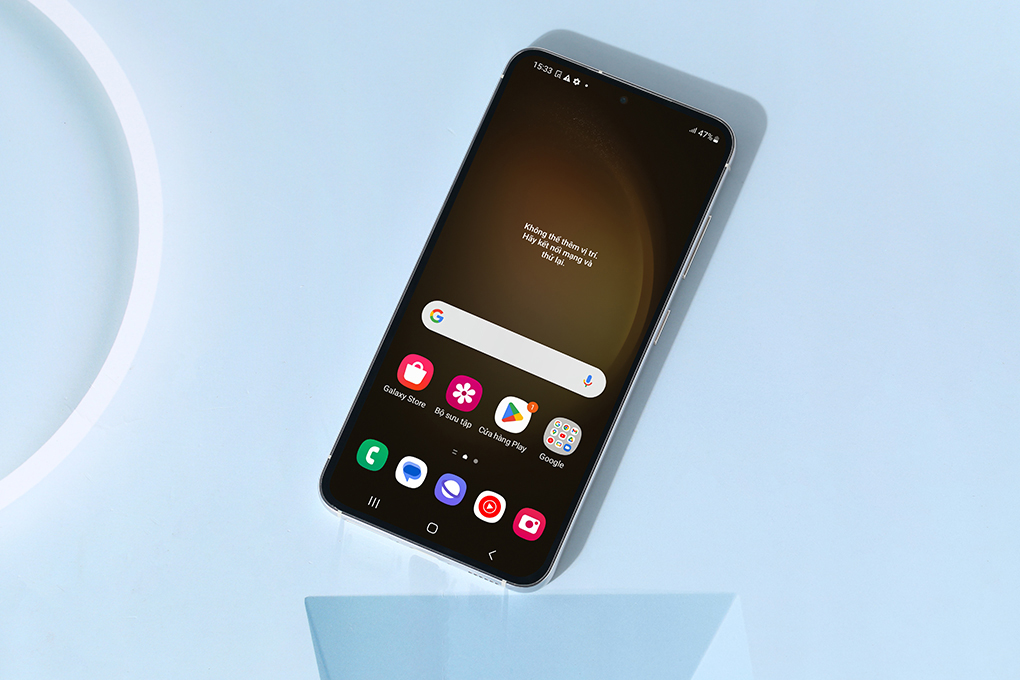 15:33
47%
Không thể thêm vị trí.
Hãy kết nối mạng và
thử lại.
Galaxy Store
Bộ sưu tập
Cửa hàng Play
1
Google